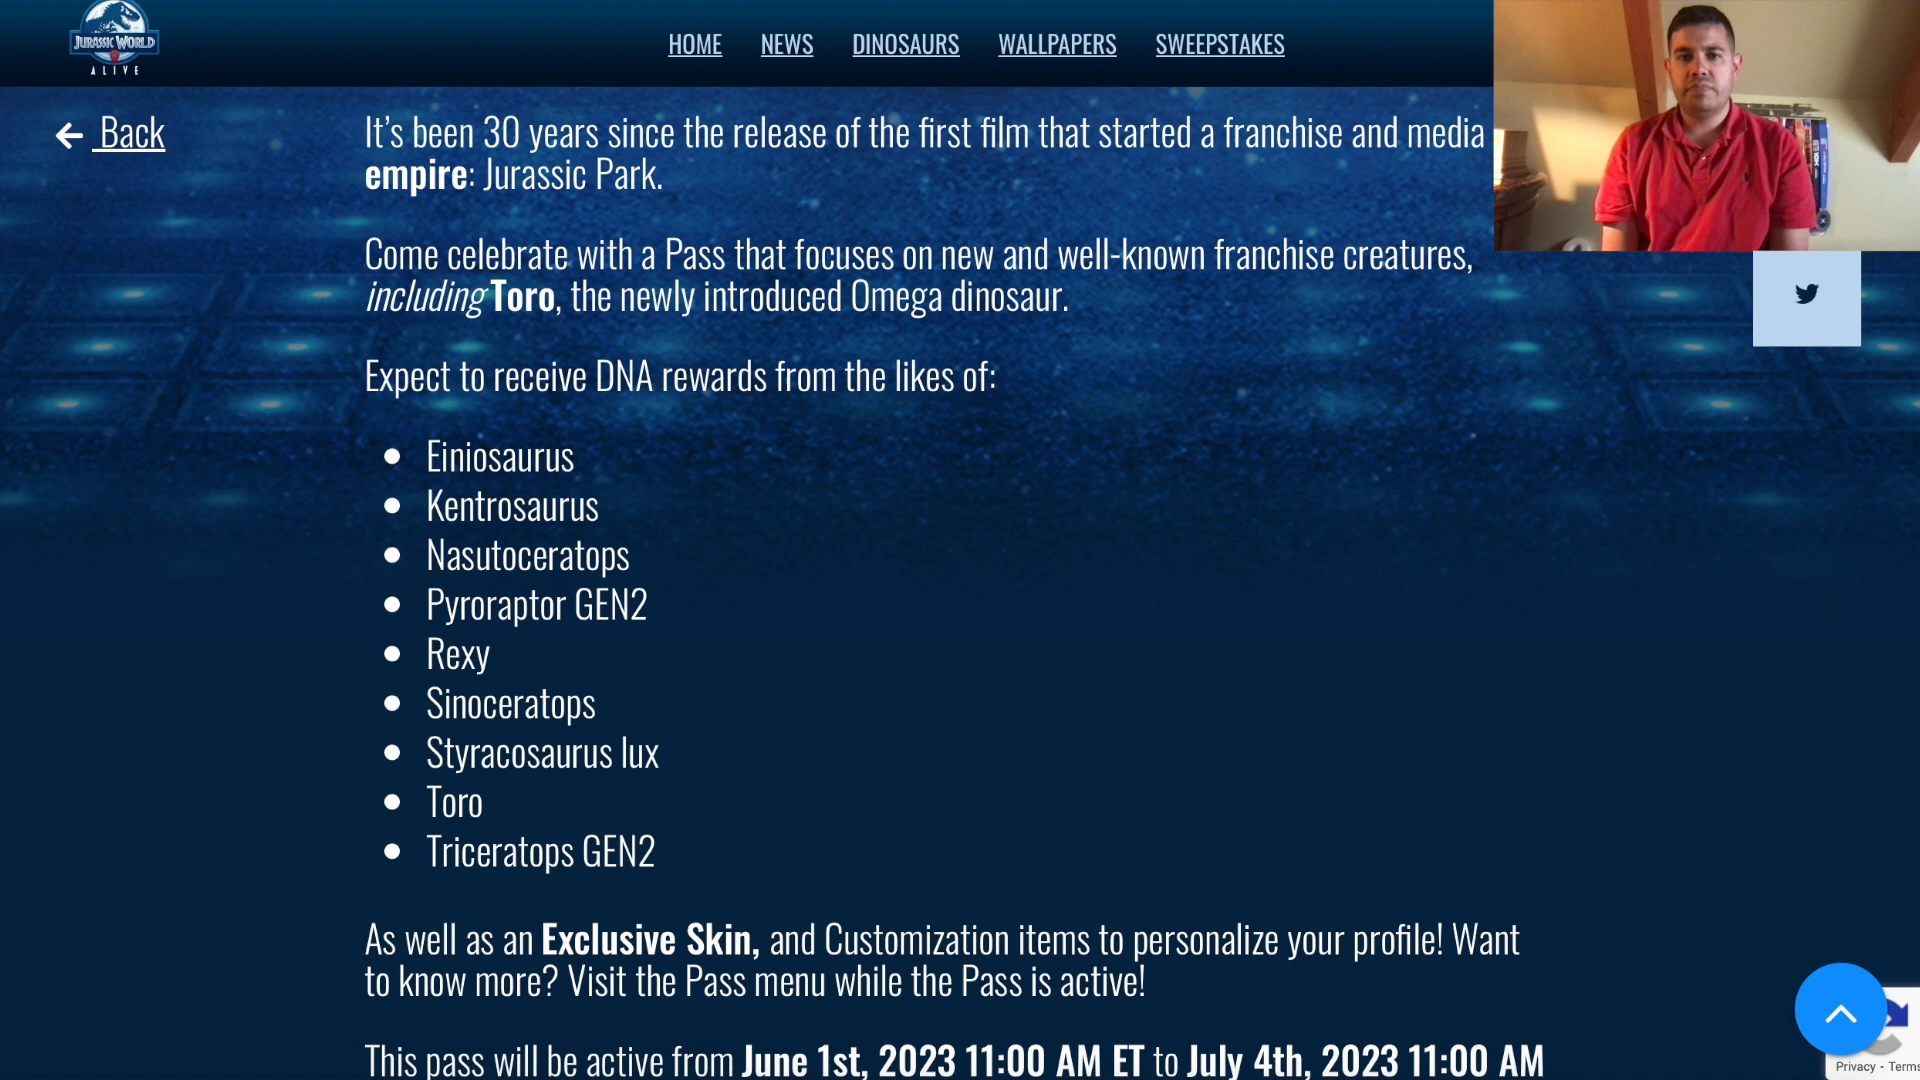 JURASSIC WORLD
ALIVE
HOME NEWS DINOSAURS WALLPAPERS SWEEPSTAKES
Back
It’s been 30 years since the release of the first film that started a franchise and media
empire: Jurassic Park.
Come celebrate with a Pass that focuses on new and well-known franchise creatures,
including Toro, the newly introduced Omega dinosaur.
Expect to receive DNA rewards from the likes of:
Einiosaurus
Kentrosaurus
Nasutoceratops
Pyroraptor GEN2
Rexy
Sinoceratops
Styracosaurus lux
Toro
Triceratops GEN2
As well as an Exclusive Skin, and Customization items to personalize your profile! Want
to know more? Visit the Pass menu while the Pass is active!
This pass will be active from June 1st, 2023 11:00 AM ET to July 4th, 2023 11:00 AM
Privacy - Terms